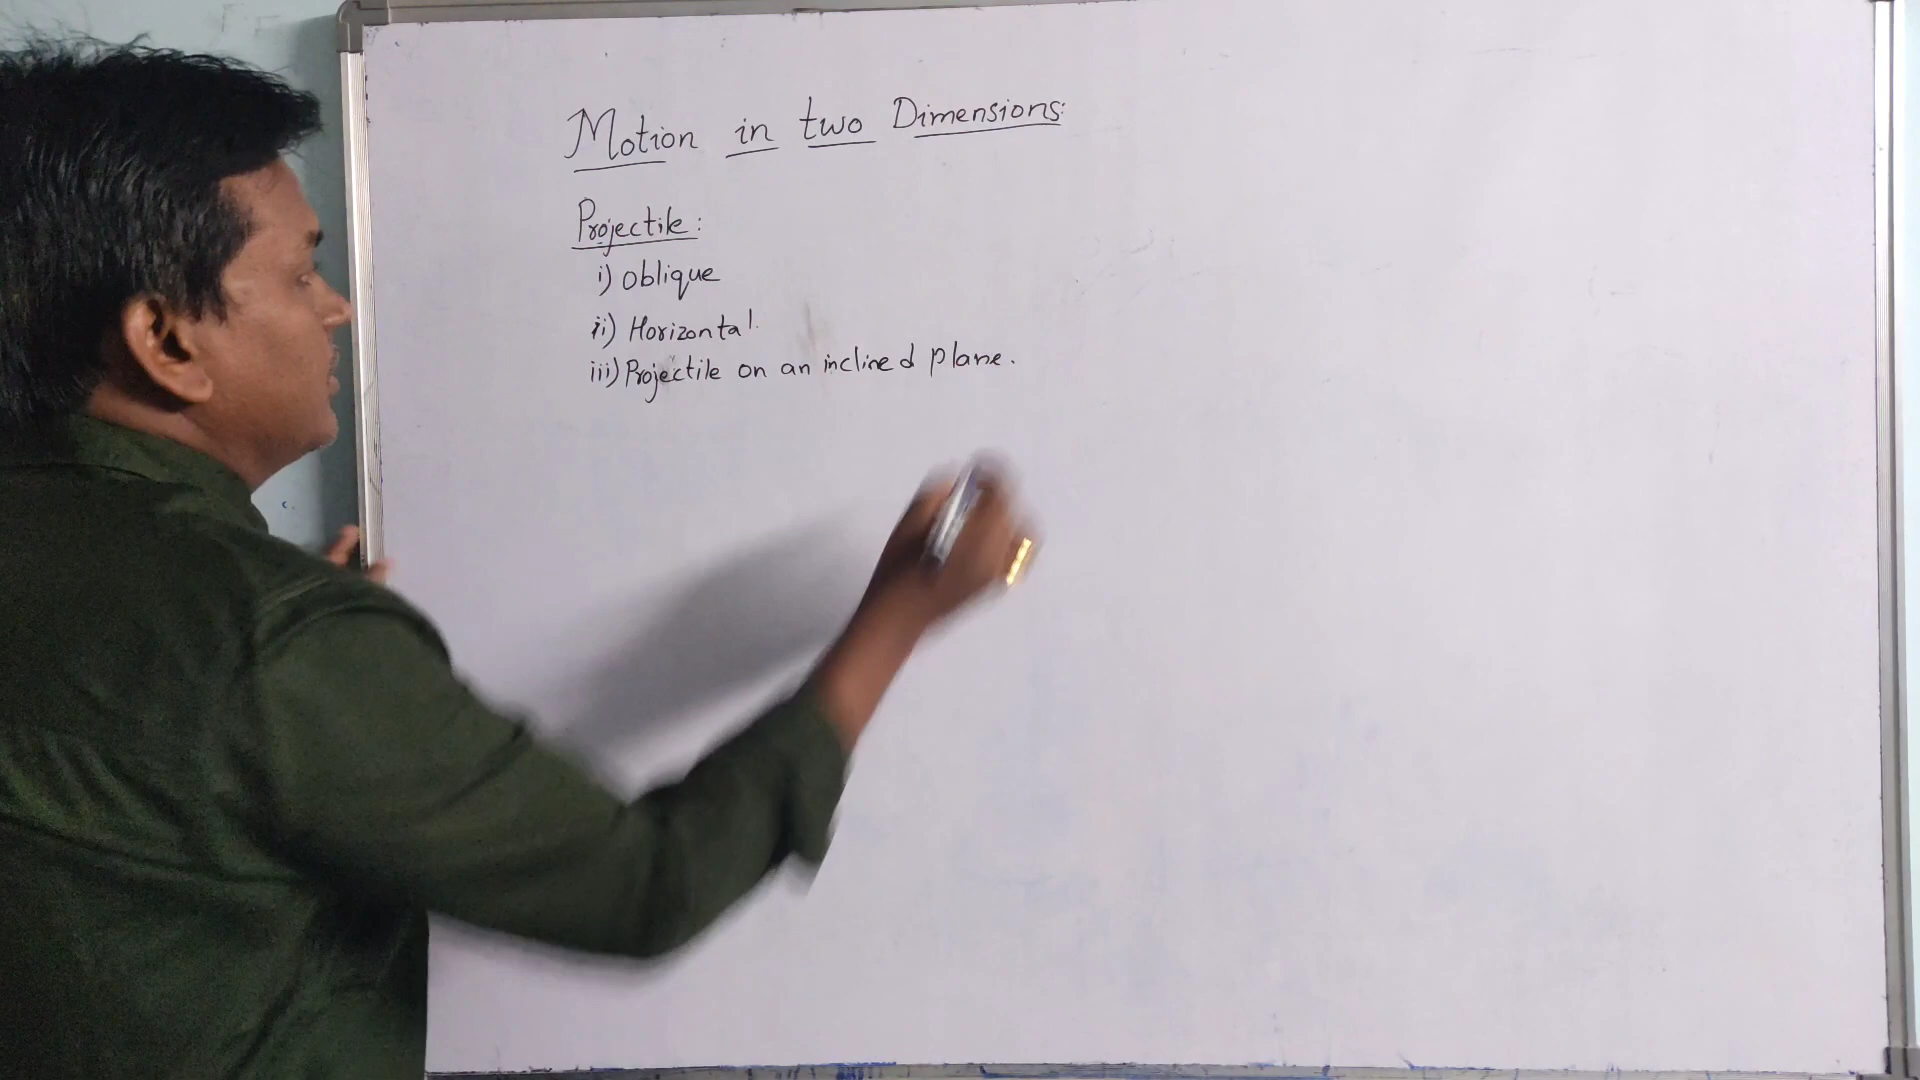 Motion in two Dimensions:
Projectile:
i) Oblique
ii) Horizontal.
iii) Projectile on an inclined plane.